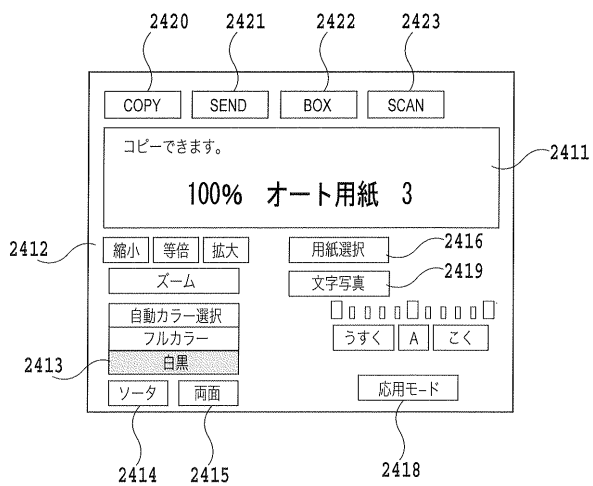 2420 2421 2422 2423
COPY SEND BOX SCAN
コピーできます。
2411
100% オート用紙 3
2412 縮小 等倍 拡大 用紙選択 2416
ズーム 文字写真 2419
自動カラー選択
フルカラー うすく A こく
2413 白黒
ソータ 両面 応用モード
2414 2415 2418